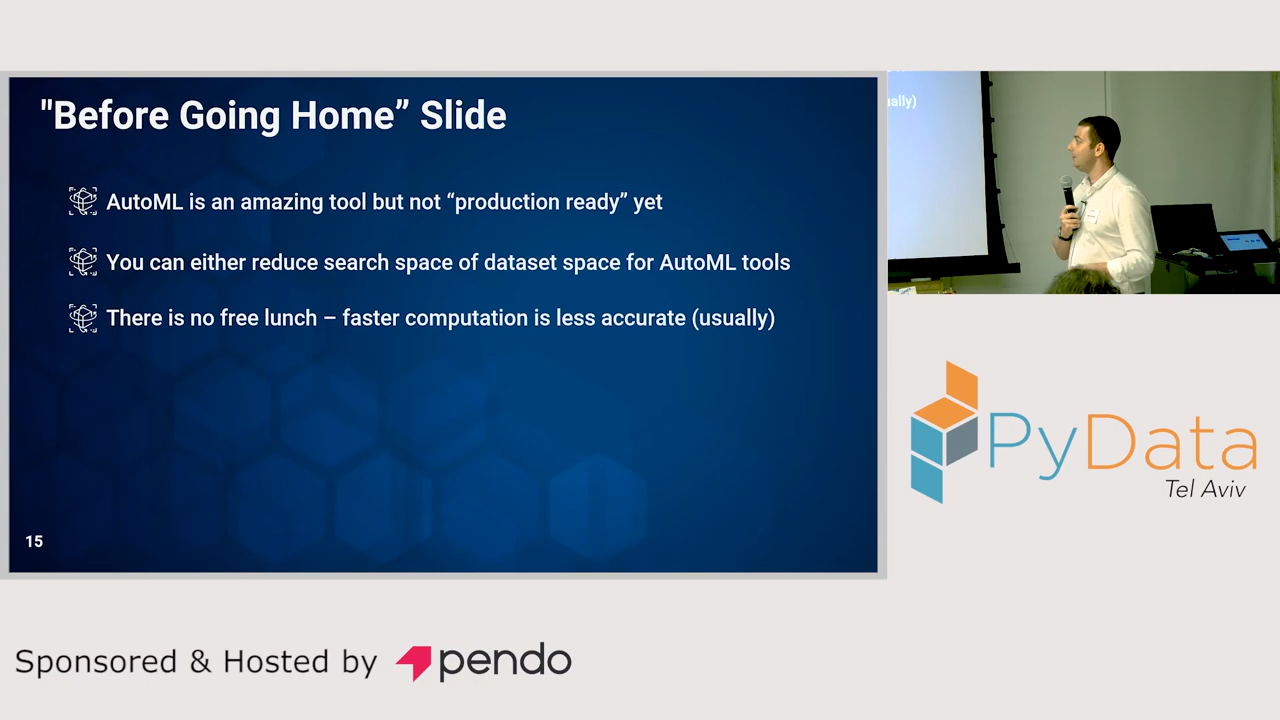 "Before Going Home” Slide
AutoML is an amazing tool but not “production ready” yet
You can either reduce search space of dataset space for AutoML tools
There is no free lunch – faster computation is less accurate (usually)
15
ually)
PyData
Tel Aviv
Sponsored & Hosted by pendo